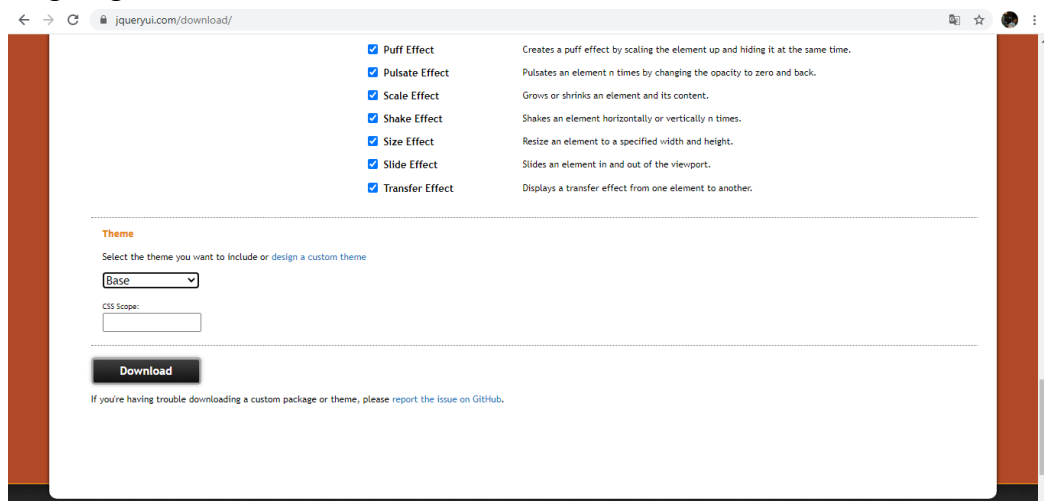 jqueryui.com/download/
Puff Effect Creates a puff effect by scaling the element up and hiding it at the same time.
Pulsate Effect Pulsates an element n times by changing the opacity to zero and back.
Scale Effect Grows or shrinks an element and its content.
Shake Effect Shakes an element horizontally or vertically n times.
Size Effect Resize an element to a specified width and height.
Slide Effect Slides an element in and out of the viewport.
Transfer Effect Displays a transfer effect from one element to another.
Theme
Select the theme you want to include or design a custom theme
Base
CSS Scope:
Download
If you're having trouble downloading a custom package or theme, please report the issue on GitHub.